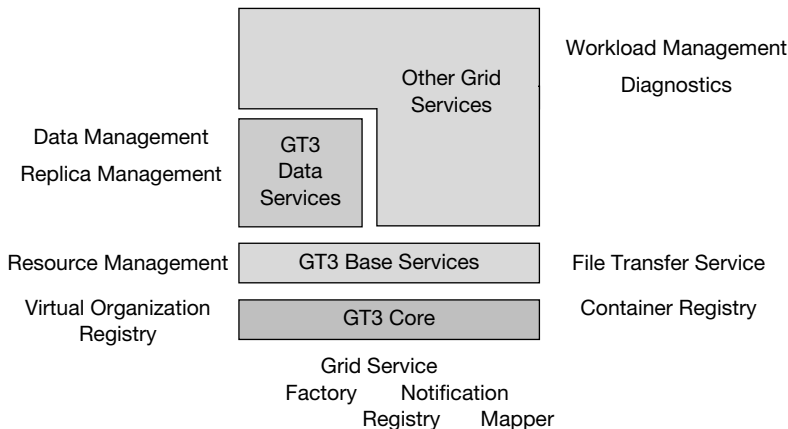 Workload Management
Other Grid
Services
Diagnostics
Data Management
Replica Management
GT3
Data
Services
Resource Management
GT3 Base Services
File Transfer Service
Virtual Organization
Registry
GT3 Core
Container Registry
Grid Service
Factory Notification
Registry Mapper